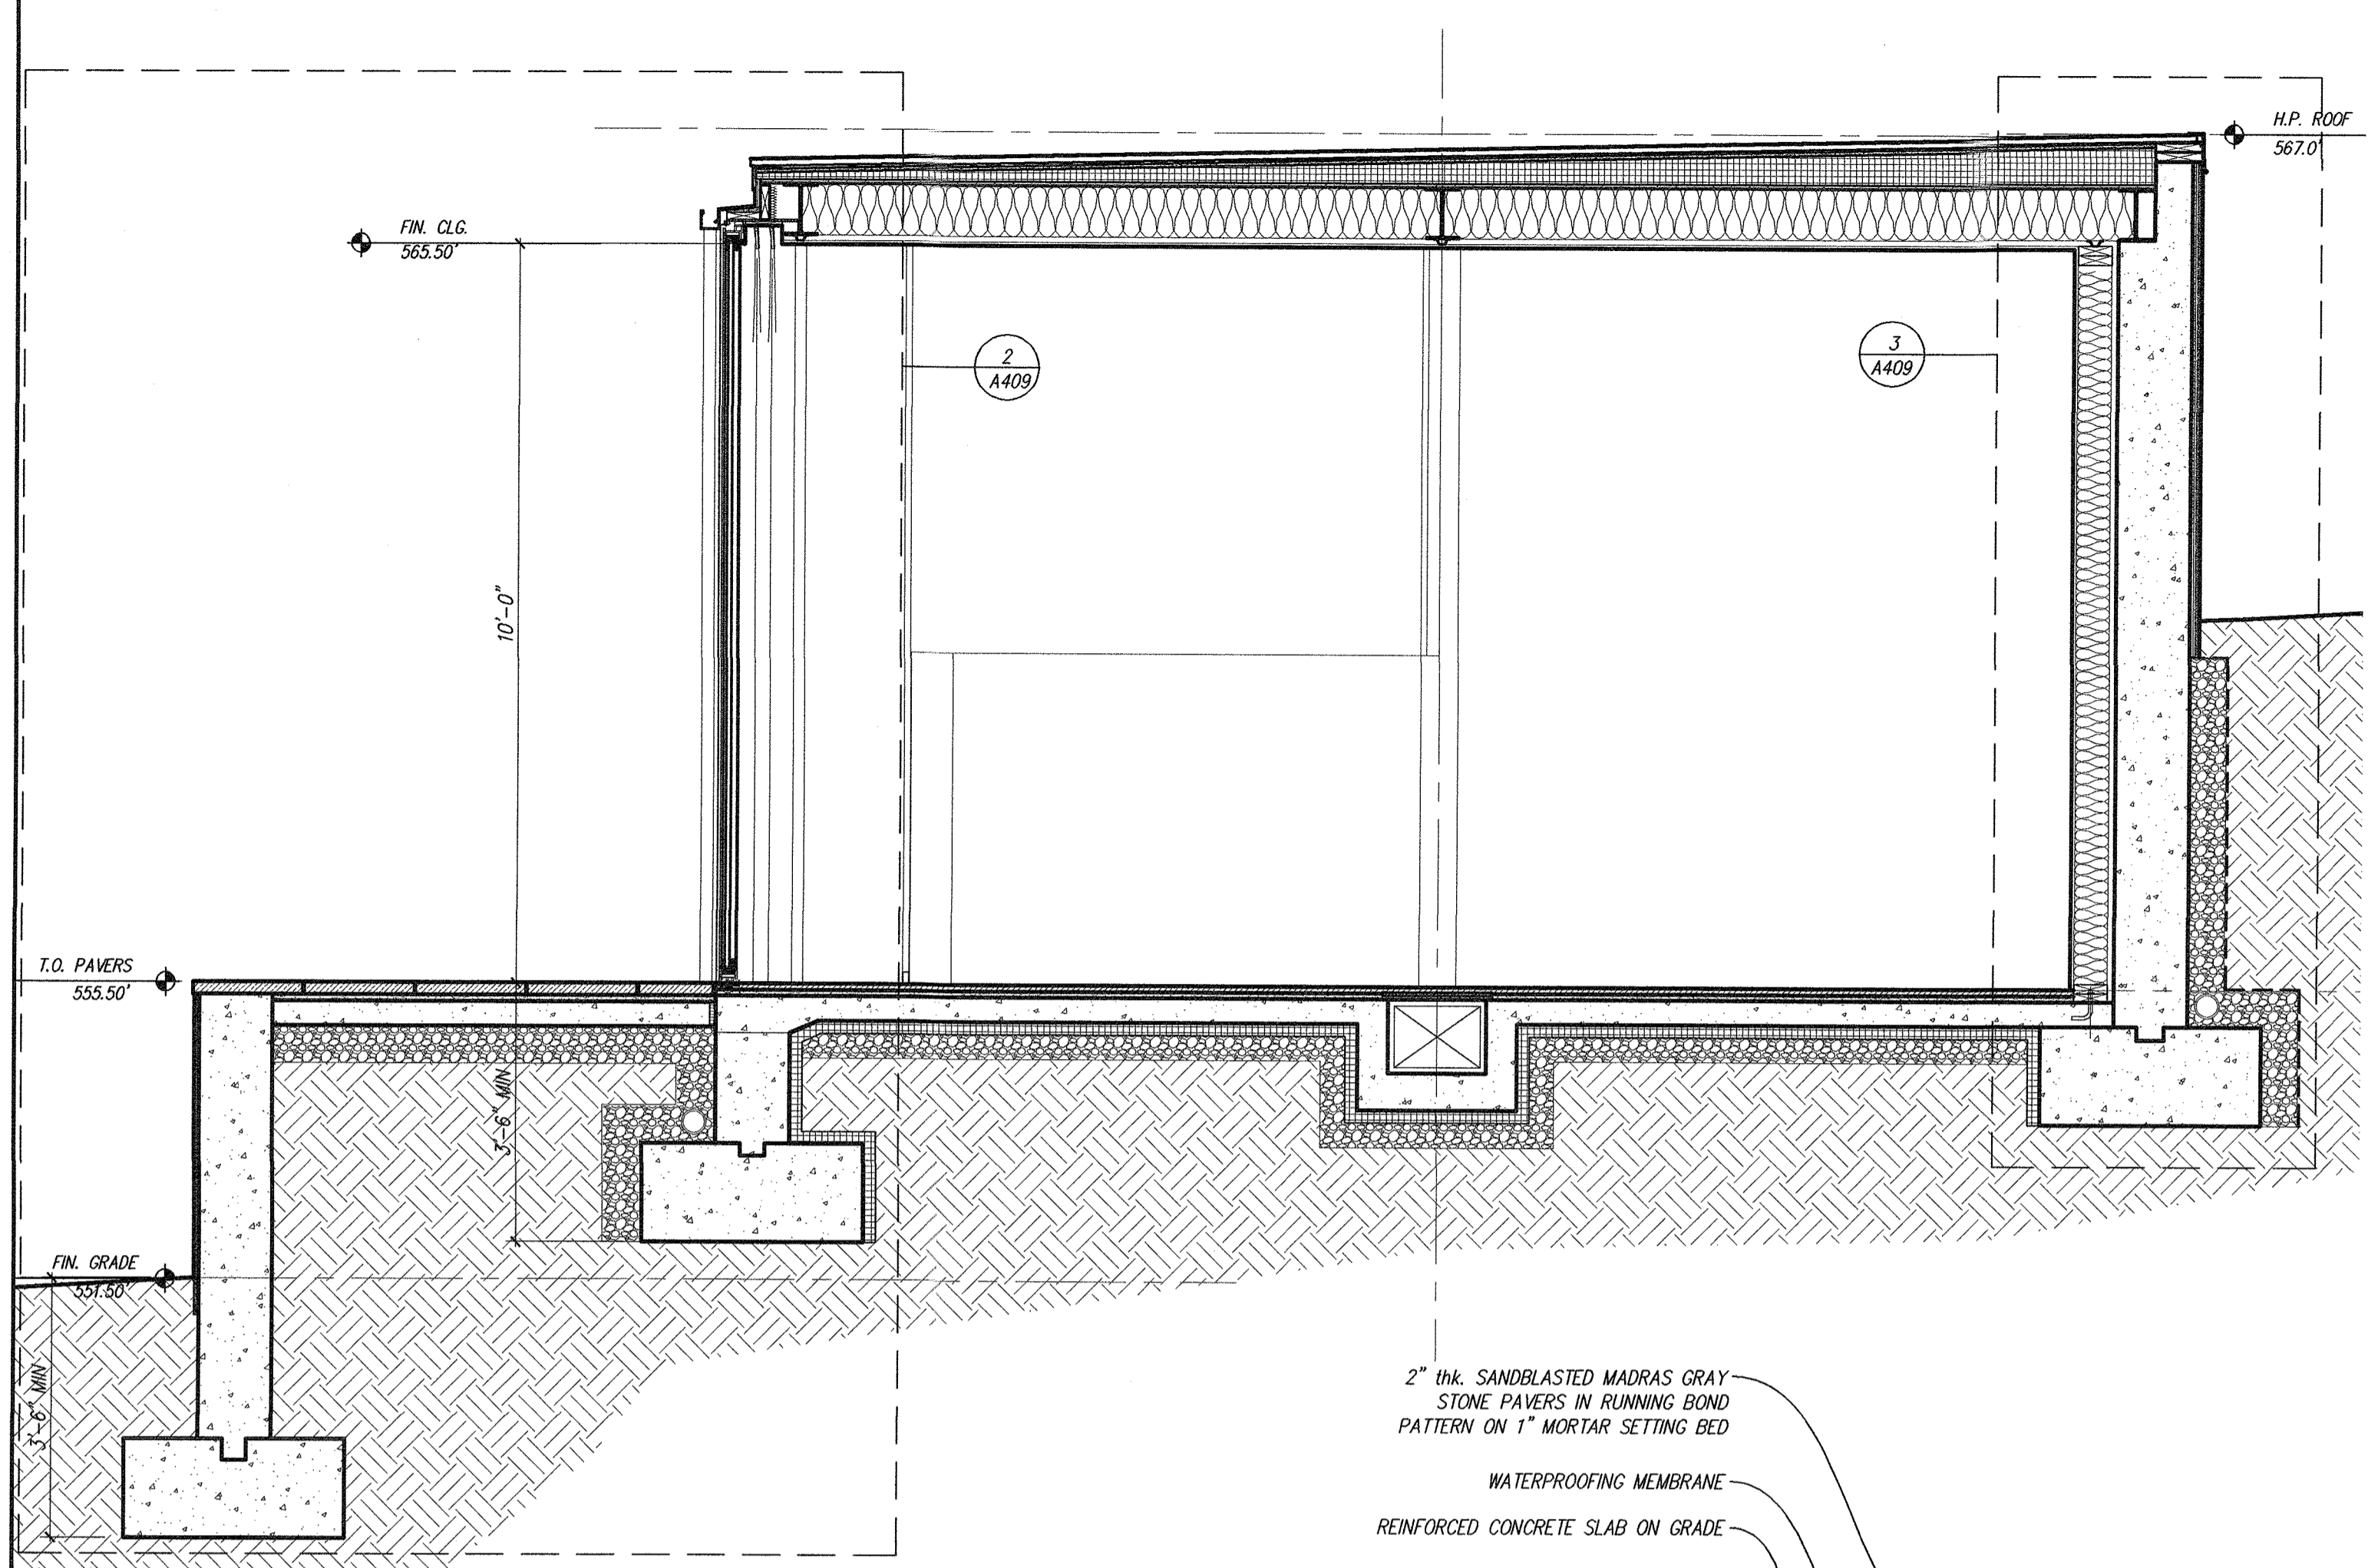 H.P. ROOF
567.0'
FIN. CLG.
565.50'
2
A409
3
A409
10'-0"
T.O. PAVERS
555.50'
3'-6" MIN
FIN. GRADE
551.50'
3'-6" MIN
2" thk. SANDBLASTED MADRAS GRAY
STONE PAVERS IN RUNNING BOND
PATTERN ON 1" MORTAR SETTING BED
WATERPROOFING MEMBRANE
REINFORCED CONCRETE SLAB ON GRADE